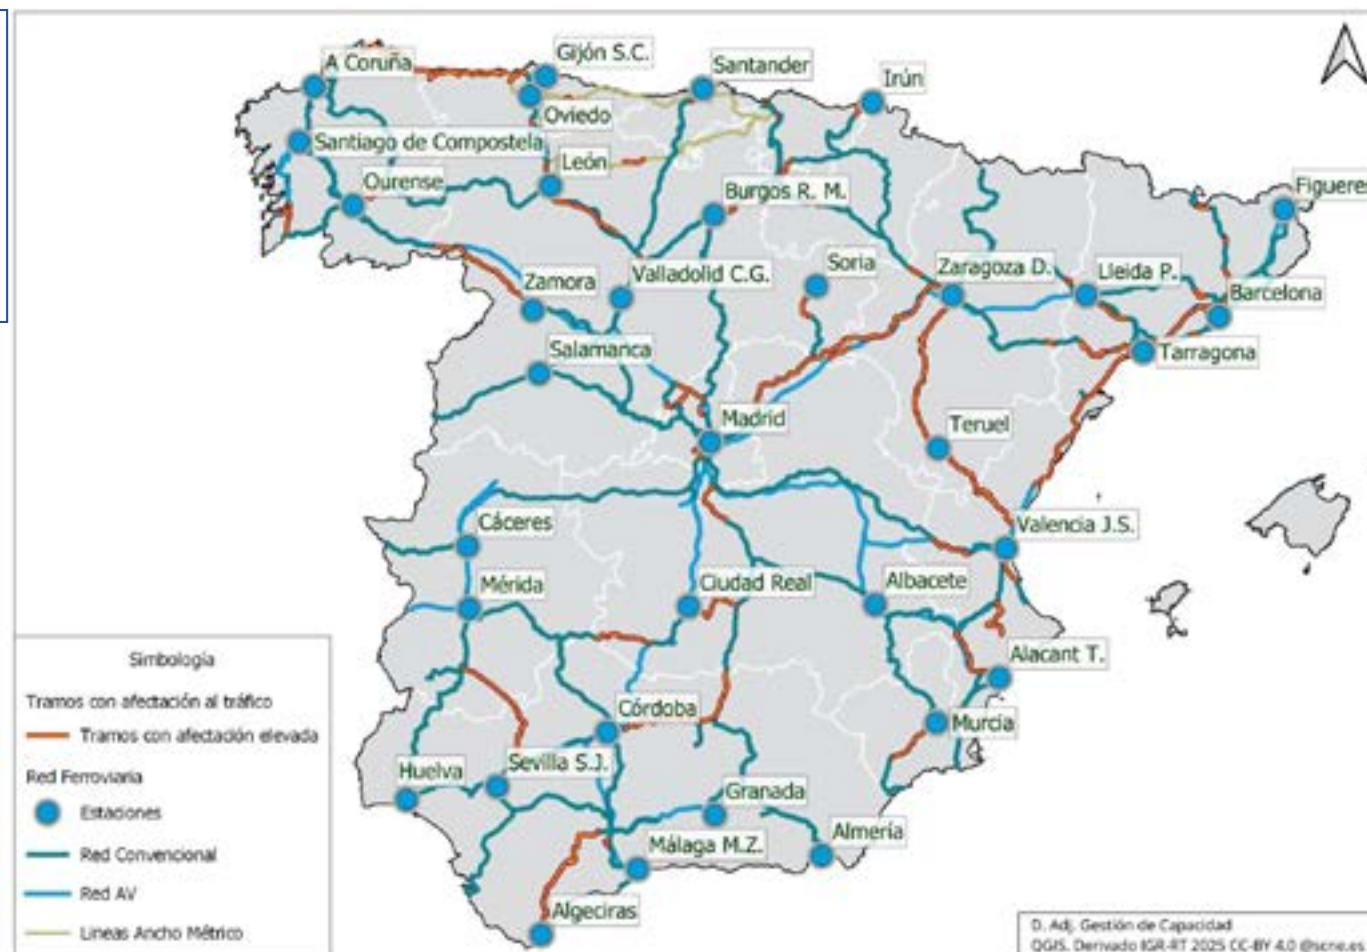 A Coruña
Gijón S.C.
Santander
Irún
Oviedo
Santiago de Compostela
León
Ourense
Burgos R. M.
Figueres
Soria
Zaragoza D.
Lleida P.
Zamora
Valladolid C.G.
Barcelona
Salamanca
Tarragona
Madrid
Teruel
Cáceres
Valencia J.S.
Mérida
Ciudad Real
Albacete
Alacant T.
Córdoba
Murcia
Huelva
Sevilla S.J.
Granada
Almería
Málaga M.Z.
Algeciras
Simbología
Tramos con afectación al tráfico
Tramos con afectación elevada
Red Ferroviaria
Estaciones
Red Convencional
Red AV
Lineas Ancho Métrico
D. Adj. Gestión de Capacidad
QGIS. Derivado IGR-RT 2025 CC-BY 4.0 @scne.es